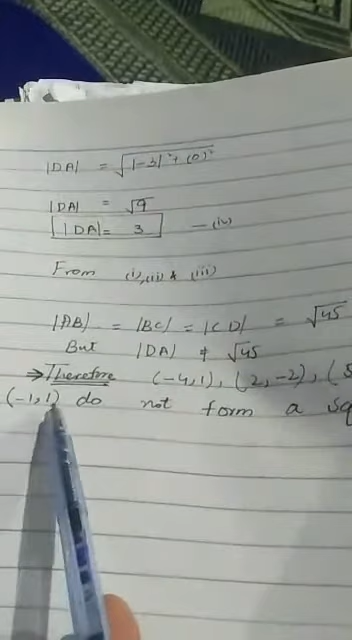 |DA| = √|-3|² + (0)²
|DA| = √9
|DA| = 3 — (iv)
From (i), (ii) & (iii)
|AB| = |BC| = |CD| = √45
But |DA| ≠ √45
→ Therefore (-4,1), (2,-2), (5
(-1,1) do not form a sq